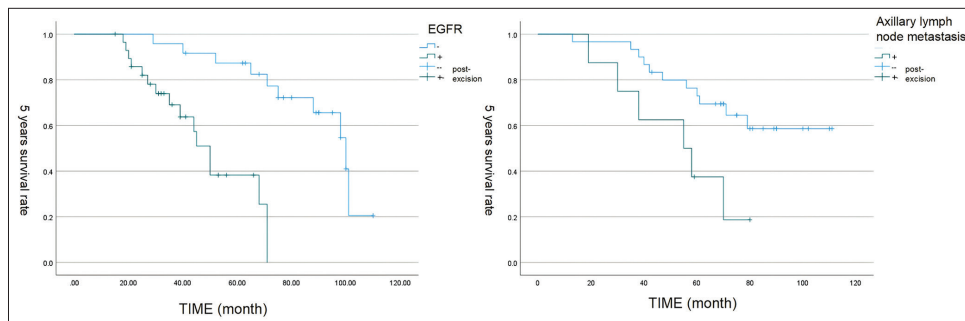 EGFR
-
+
-- post-
+ excision
1.0
0.8
0.6
0.4
0.2
0.0
5 years survival rate
.00 20.00 40.00 60.00 80.00 100.00 120.00
TIME (month)
Axillary lymph
node metastasis
+
-- post-
+ excision
1.0
0.8
0.6
0.4
0.2
0.0
5 years survival rate
0 20 40 60 80 100 120
TIME (month)